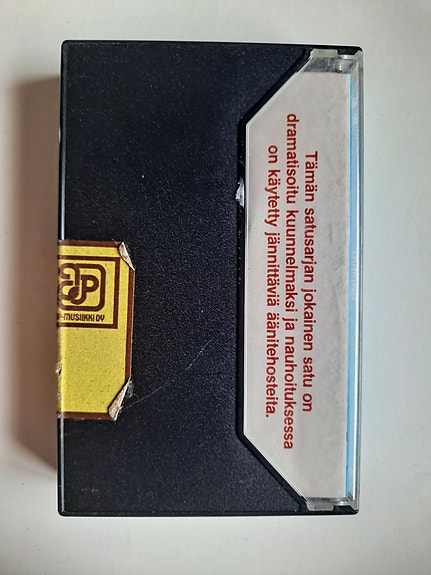 Tämän satusarjan jokainen satu on
dramatisoitu kuunnelmaksi ja nauhoituksessa
on käytetty jännittäviä äänitehosteita.
-MUSIIKKI OY